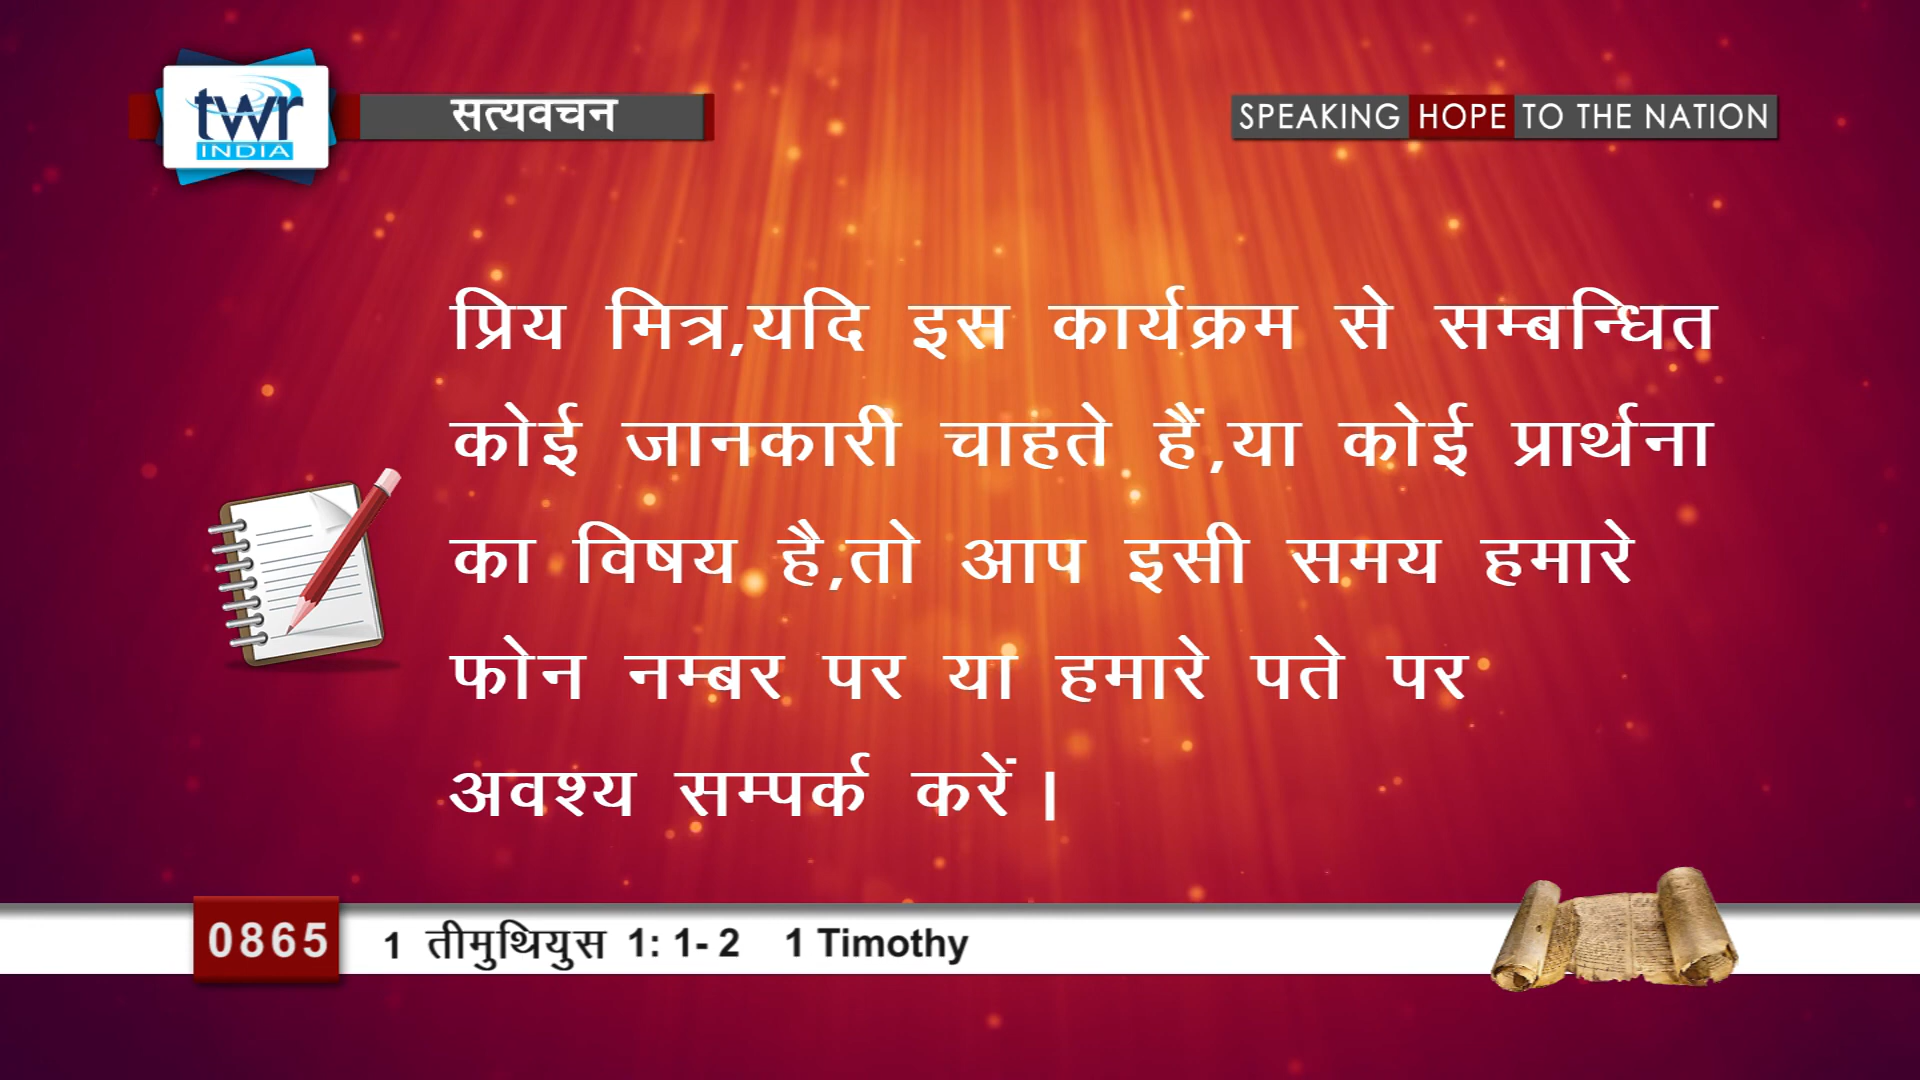 twr
INDIA
सत्यवचन
SPEAKING HOPE TO THE NATION
प्रिय मित्र,यदि इस कार्यक्रम से सम्बन्धित
कोई जानकारी चाहते हैं,या कोई प्रार्थना
का विषय है,तो आप इसी समय हमारे
फोन नम्बर पर या हमारे पते पर
अवश्य सम्पर्क करें।
0865 1 तीमुथियुस 1: 1- 2 1 Timothy